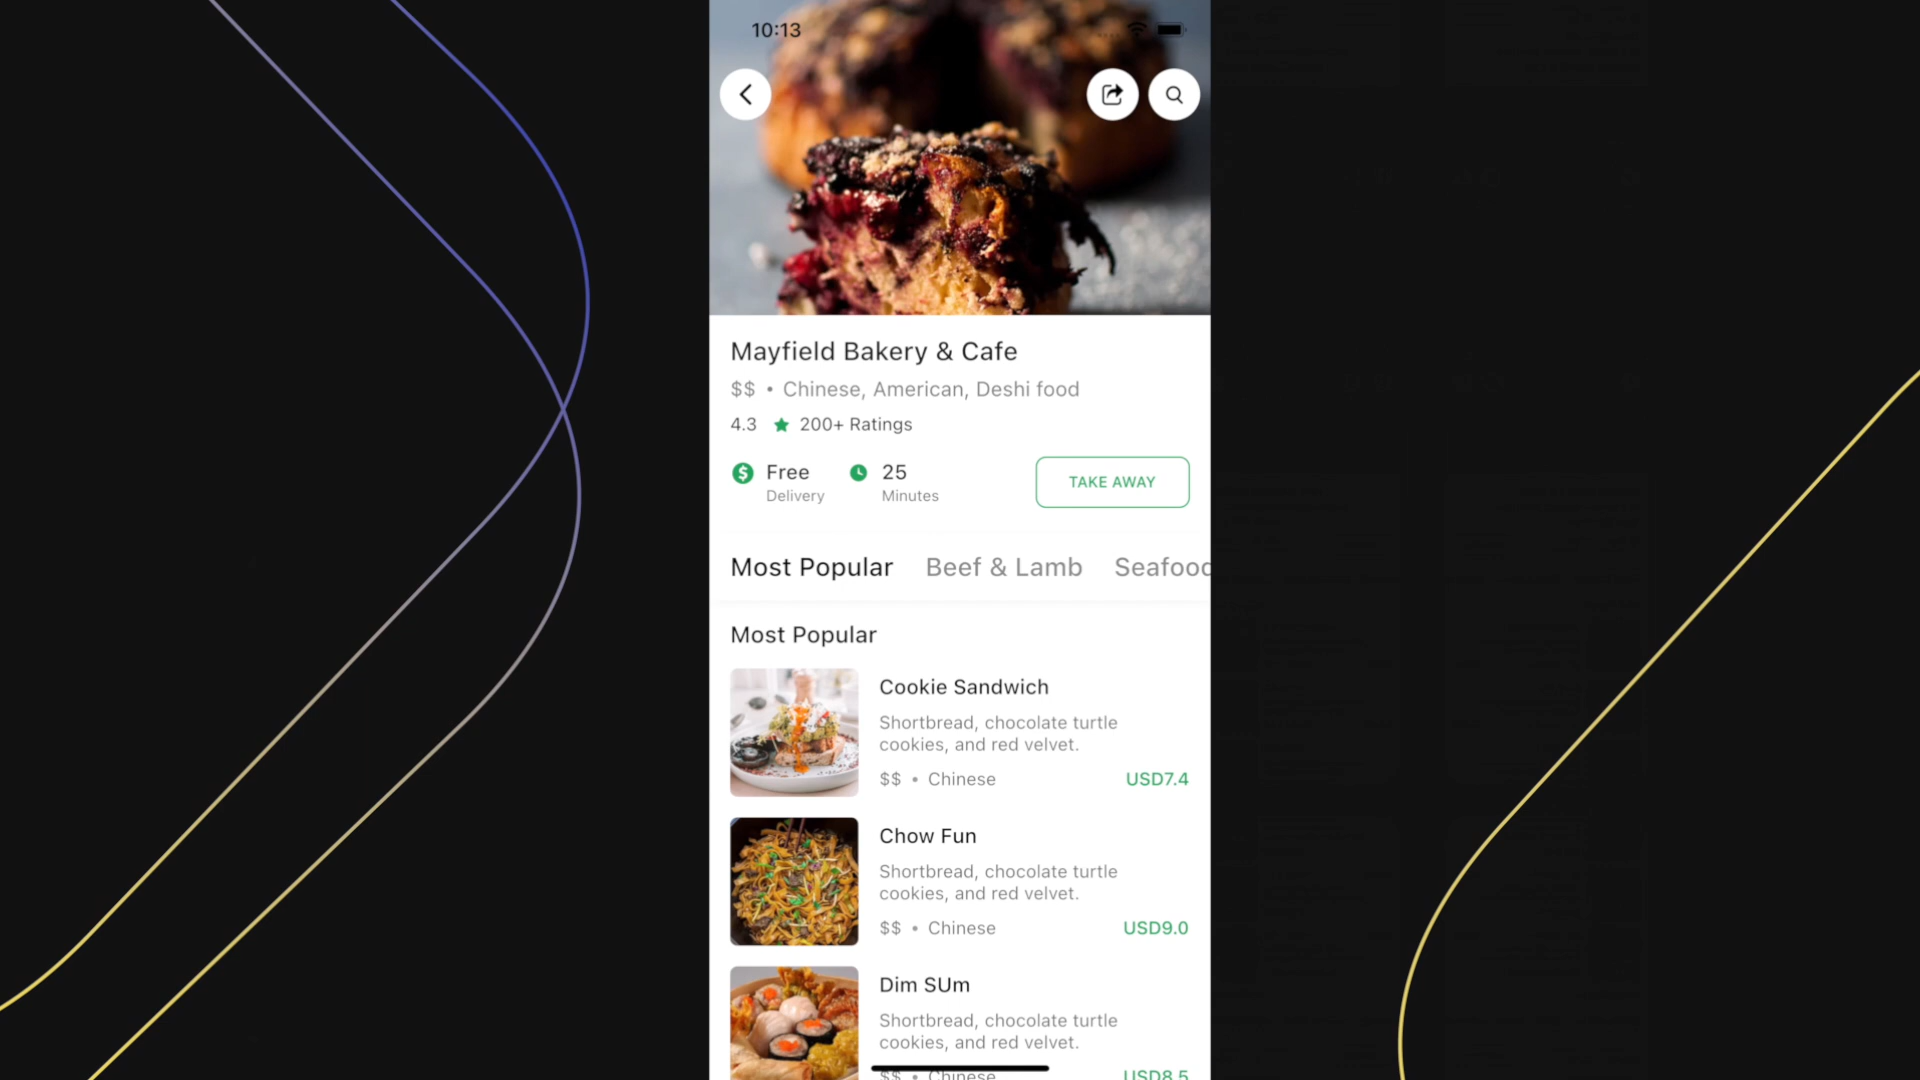 10:13
Mayfield Bakery & Cafe
$$ • Chinese, American, Deshi food
4.3 ★ 200+ Ratings
Free
Delivery
25
Minutes
TAKE AWAY
Most Popular Beef & Lamb Seafood
Most Popular
Cookie Sandwich
Shortbread, chocolate turtle
cookies, and red velvet.
$$ • Chinese USD7.4
Chow Fun
Shortbread, chocolate turtle
cookies, and red velvet.
$$ • Chinese USD9.0
Dim SUm
Shortbread, chocolate turtle
cookies, and red velvet.
$$ • Chinese USD8.5